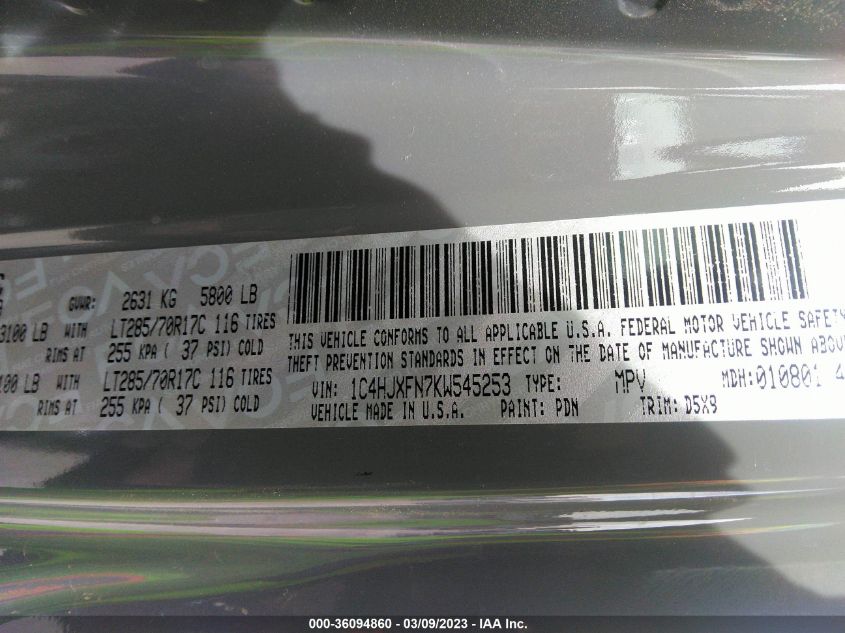 GVWR: 2631 KG 5800 LB
3100 LB WITH LT285/70R17C 116 TIRES
RIMS AT 255 KPA ( 37 PSI) COLD
100 LB WITH LT285/70R17C 116 TIRES
RIMS AT 255 KPA ( 37 PSI) COLD
THIS VEHICLE CONFORMS TO ALL APPLICABLE U.S.A. FEDERAL MOTOR VEHICLE SAFETY
THEFT PREVENTION STANDARDS IN EFFECT ON THE DATE OF MANUFACTURE SHOWN ABOV
VIN: 1C4HJXFN7KW545253 TYPE: MPV MDH: 010801 4
VEHICLE MADE IN U.S.A. PAINT: PDN TRIM: D5X9
000-36094860 — 03/09/2023 — IAA Inc.